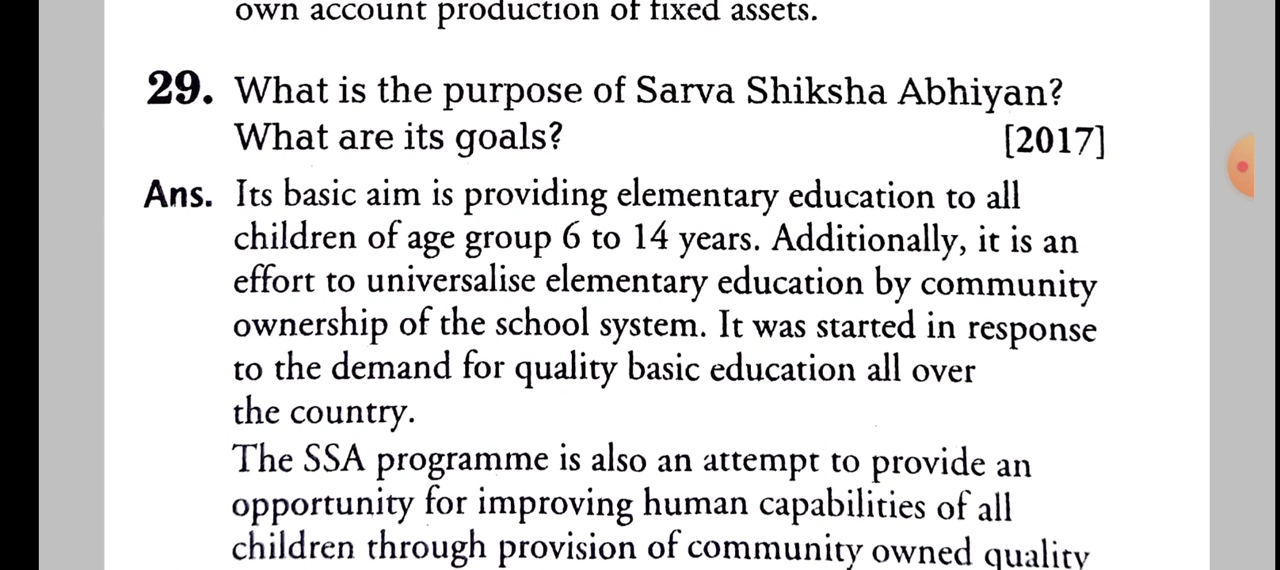 own account production of fixed assets.
29. What is the purpose of Sarva Shiksha Abhiyan?
What are its goals? [2017]
Ans. Its basic aim is providing elementary education to all
children of age group 6 to 14 years. Additionally, it is an
effort to universalise elementary education by community
ownership of the school system. It was started in response
to the demand for quality basic education all over
the country.
The SSA programme is also an attempt to provide an
opportunity for improving human capabilities of all
children through provision of community owned quality